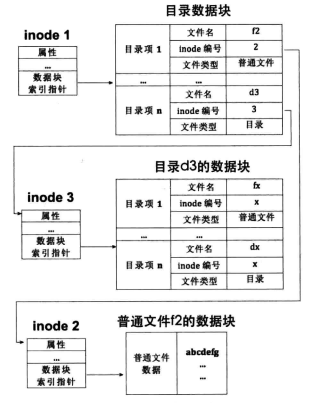 目录数据块
inode 1
属性
...
数据块
索引指针
目录项 1
文件名
f2
inode 编号
2
文件类型
普通文件
...
...
目录项 n
文件名
d3
inode 编号
3
文件类型
目录
目录d3的数据块
inode 3
属性
...
数据块
索引指针
目录项 1
文件名
fx
inode 编号
x
文件类型
普通文件
...
...
目录项 n
文件名
dx
inode 编号
x
文件类型
目录
普通文件f2的数据块
inode 2
属性
...
数据块
索引指针
普通文件
数据
abcdefg
...
...